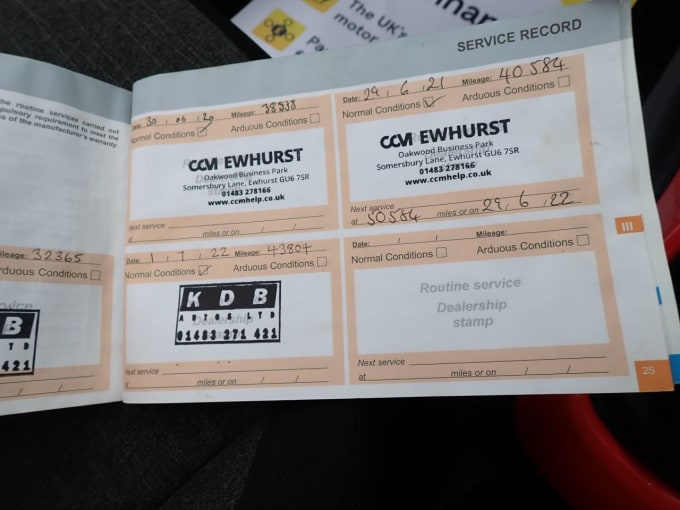 The UK's
motor
SERVICE RECORD
he routine services carried out
pulsory requirement to meet the
s of the manufacturer's warranty.
Mileage: 32365
rduous Conditions
B
T D
421
Date: 30, 06, 20 Mileage: 38538
Normal Conditions Arduous Conditions
CCM EWHURST
Oakwood Business Park
Somersbury Lane, Ewhurst GU6 7SR
01483 278166
www.ccmhelp.co.uk
Next service
at miles or on / /
Date: 29, 6, 21 Mileage: 40584
Normal Conditions Arduous Conditions
CCM EWHURST
Oakwood Business Park
Somersbury Lane, Ewhurst GU6 7SR
01483 278166
www.ccmhelp.co.uk
Next service
at 50584 miles or on 29, 6, 22
Date: 1, 7, 22 Mileage: 43804
Normal Conditions Arduous Conditions
K D B
AUTOS LTD
Dealership
01483 271 421
Next service
at miles or on / /
Date: / / Mileage:
Normal Conditions Arduous Conditions
Routine service
Dealership
stamp
Next service
at miles or on / /
III
25